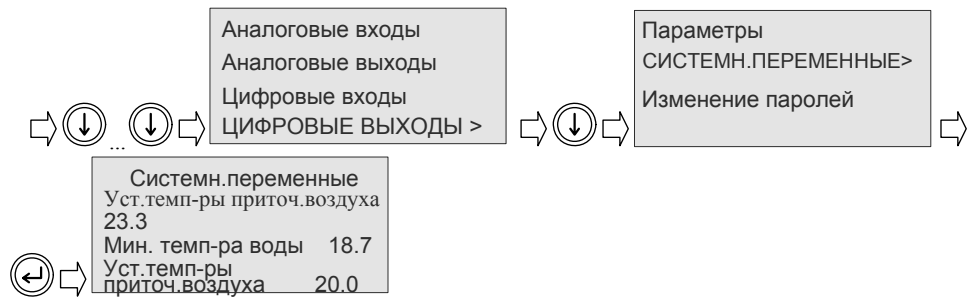 Аналоговые входы
Аналоговые выходы
Цифровые входы
ЦИФРОВЫЕ ВЫХОДЫ >
...
Параметры
СИСТЕМН.ПЕРЕМЕННЫЕ>
Изменение паролей
Системн.переменные
Уст.темп-ры приточ.воздуха
23.3
Мин. темп-ра воды 18.7
Уст.темп-ры
приточ.воздуха 20.0